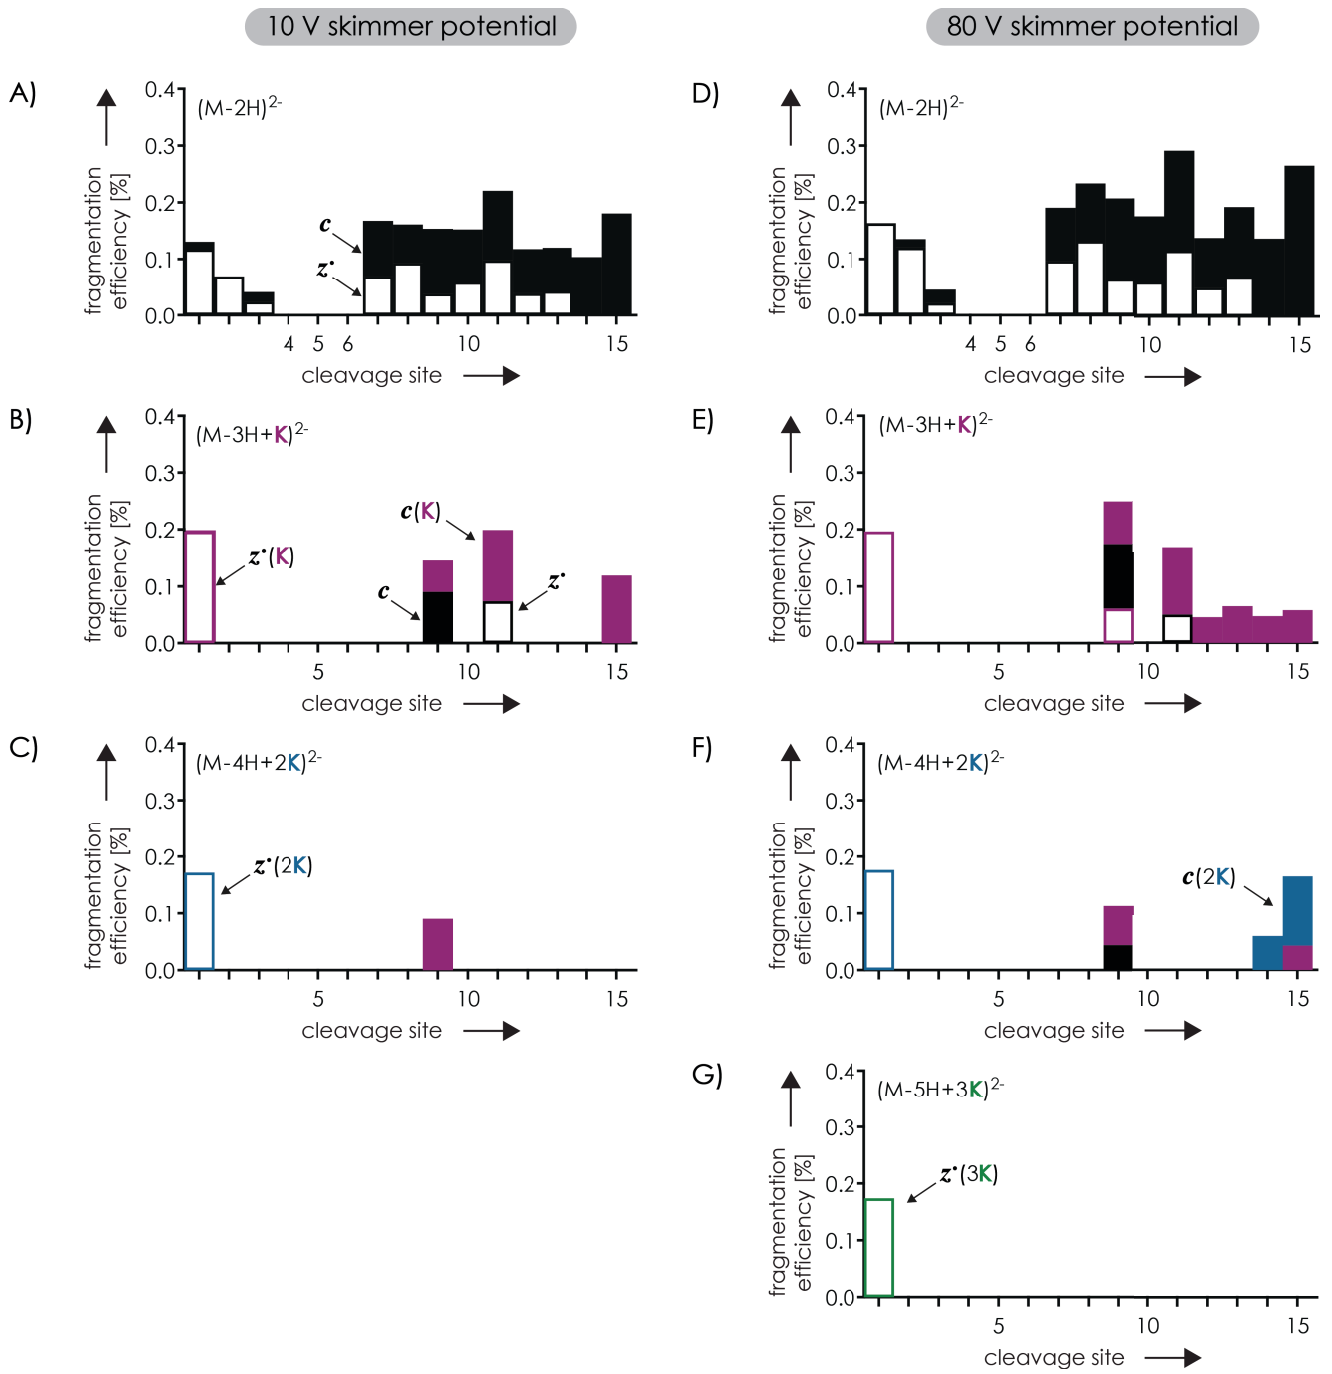 10 V skimmer potential
80 V skimmer potential
A)
(M-2H)2-
fragmentation
efficiency [%]
0.4
0.3
0.2
0.1
0.0
c
z•
4 5 6 10 15
cleavage site
D)
(M-2H)2-
fragmentation
efficiency [%]
0.4
0.3
0.2
0.1
0.0
4 5 6 10 15
cleavage site
B)
(M-3H+K)2-
fragmentation
efficiency [%]
0.4
0.3
0.2
0.1
0.0
z•(K)
c(K)
c
z•
5 10 15
cleavage site
E)
(M-3H+K)2-
fragmentation
efficiency [%]
0.4
0.3
0.2
0.1
0.0
5 10 15
cleavage site
C)
(M-4H+2K)2-
fragmentation
efficiency [%]
0.4
0.3
0.2
0.1
0.0
z•(2K)
5 10 15
cleavage site
F)
(M-4H+2K)2-
fragmentation
efficiency [%]
0.4
0.3
0.2
0.1
0.0
c(2K)
5 10 15
cleavage site
G)
(M-5H+3K)2-
fragmentation
efficiency [%]
0.4
0.3
0.2
0.1
0.0
z•(3K)
5 10 15
cleavage site